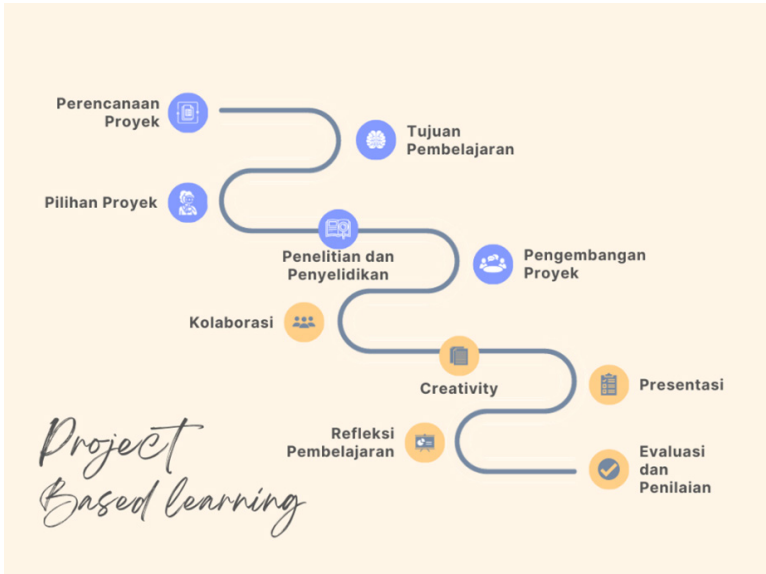 Perencanaan
Proyek
Tujuan
Pembelajaran
Pilihan Proyek
Penelitian dan
Penyelidikan
Pengembangan
Proyek
Kolaborasi
Creativity
Presentasi
Refleksi
Pembelajaran
Evaluasi
dan
Penilaian
Project
Based learning